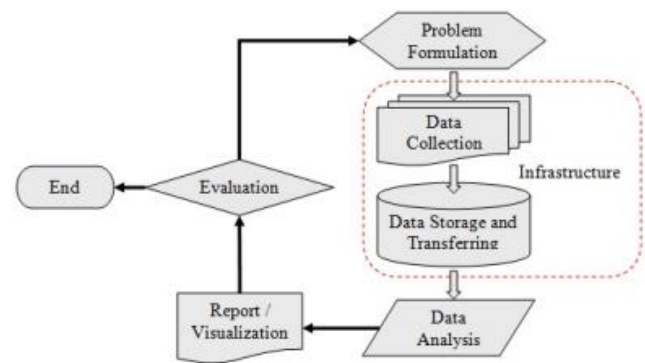 Problem
Formulation
Data
Collection
Infrastructure
Data Storage and
Transferring
Data
Analysis
Report /
Visualization
Evaluation
End